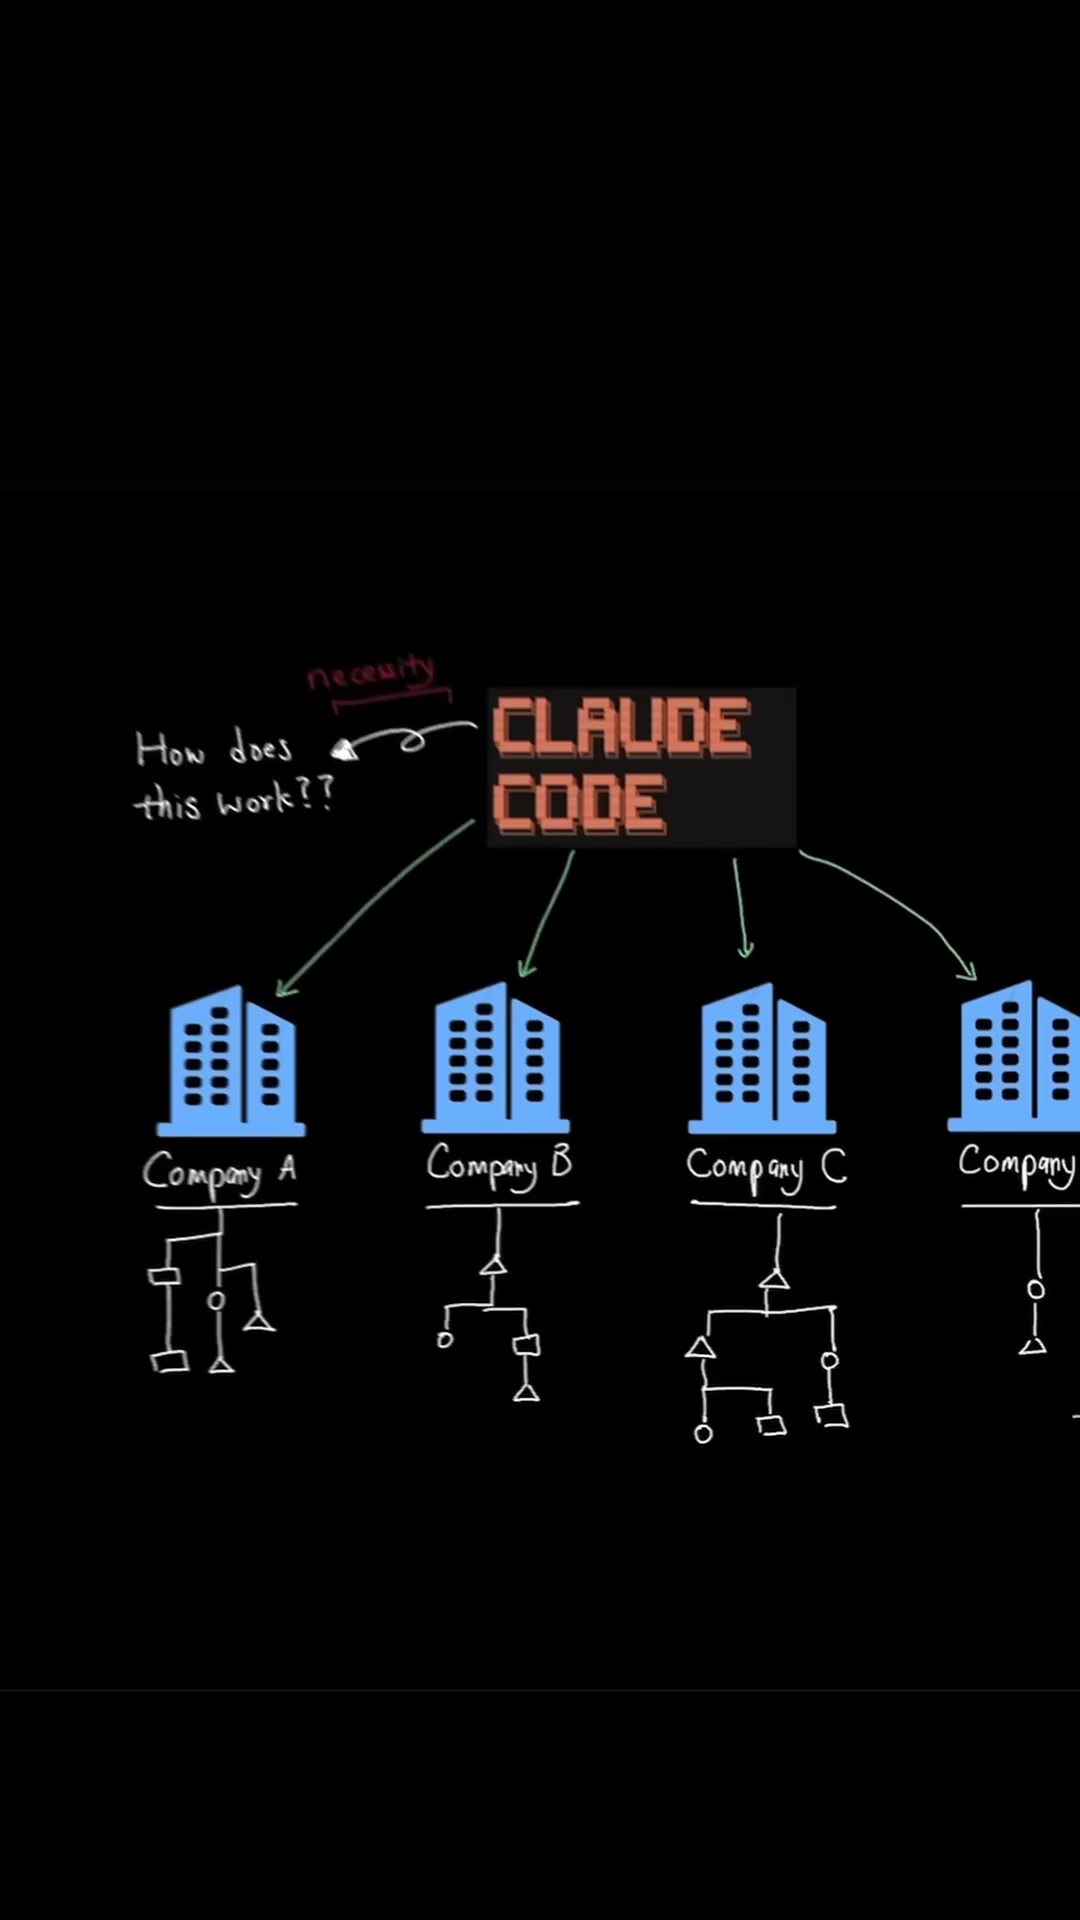 necessity
CLAUDE
CODE
How does
this work??
Company A
Company B
Company C
Company